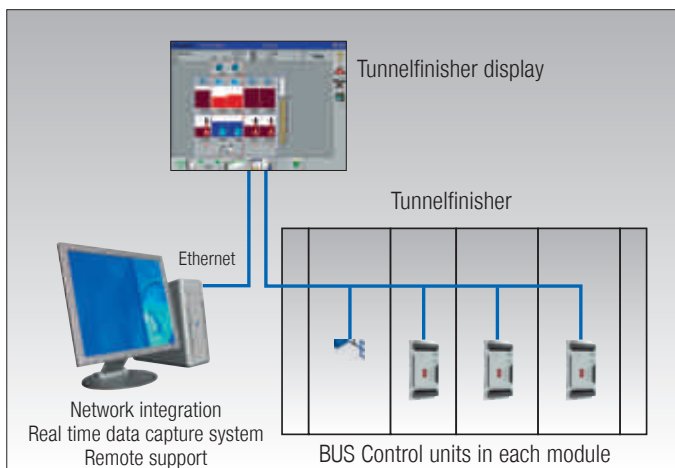 Tunnelfinisher display
Tunnelfinisher
Ethernet
Network integration
Real time data capture system
Remote support
BUS Control units in each module